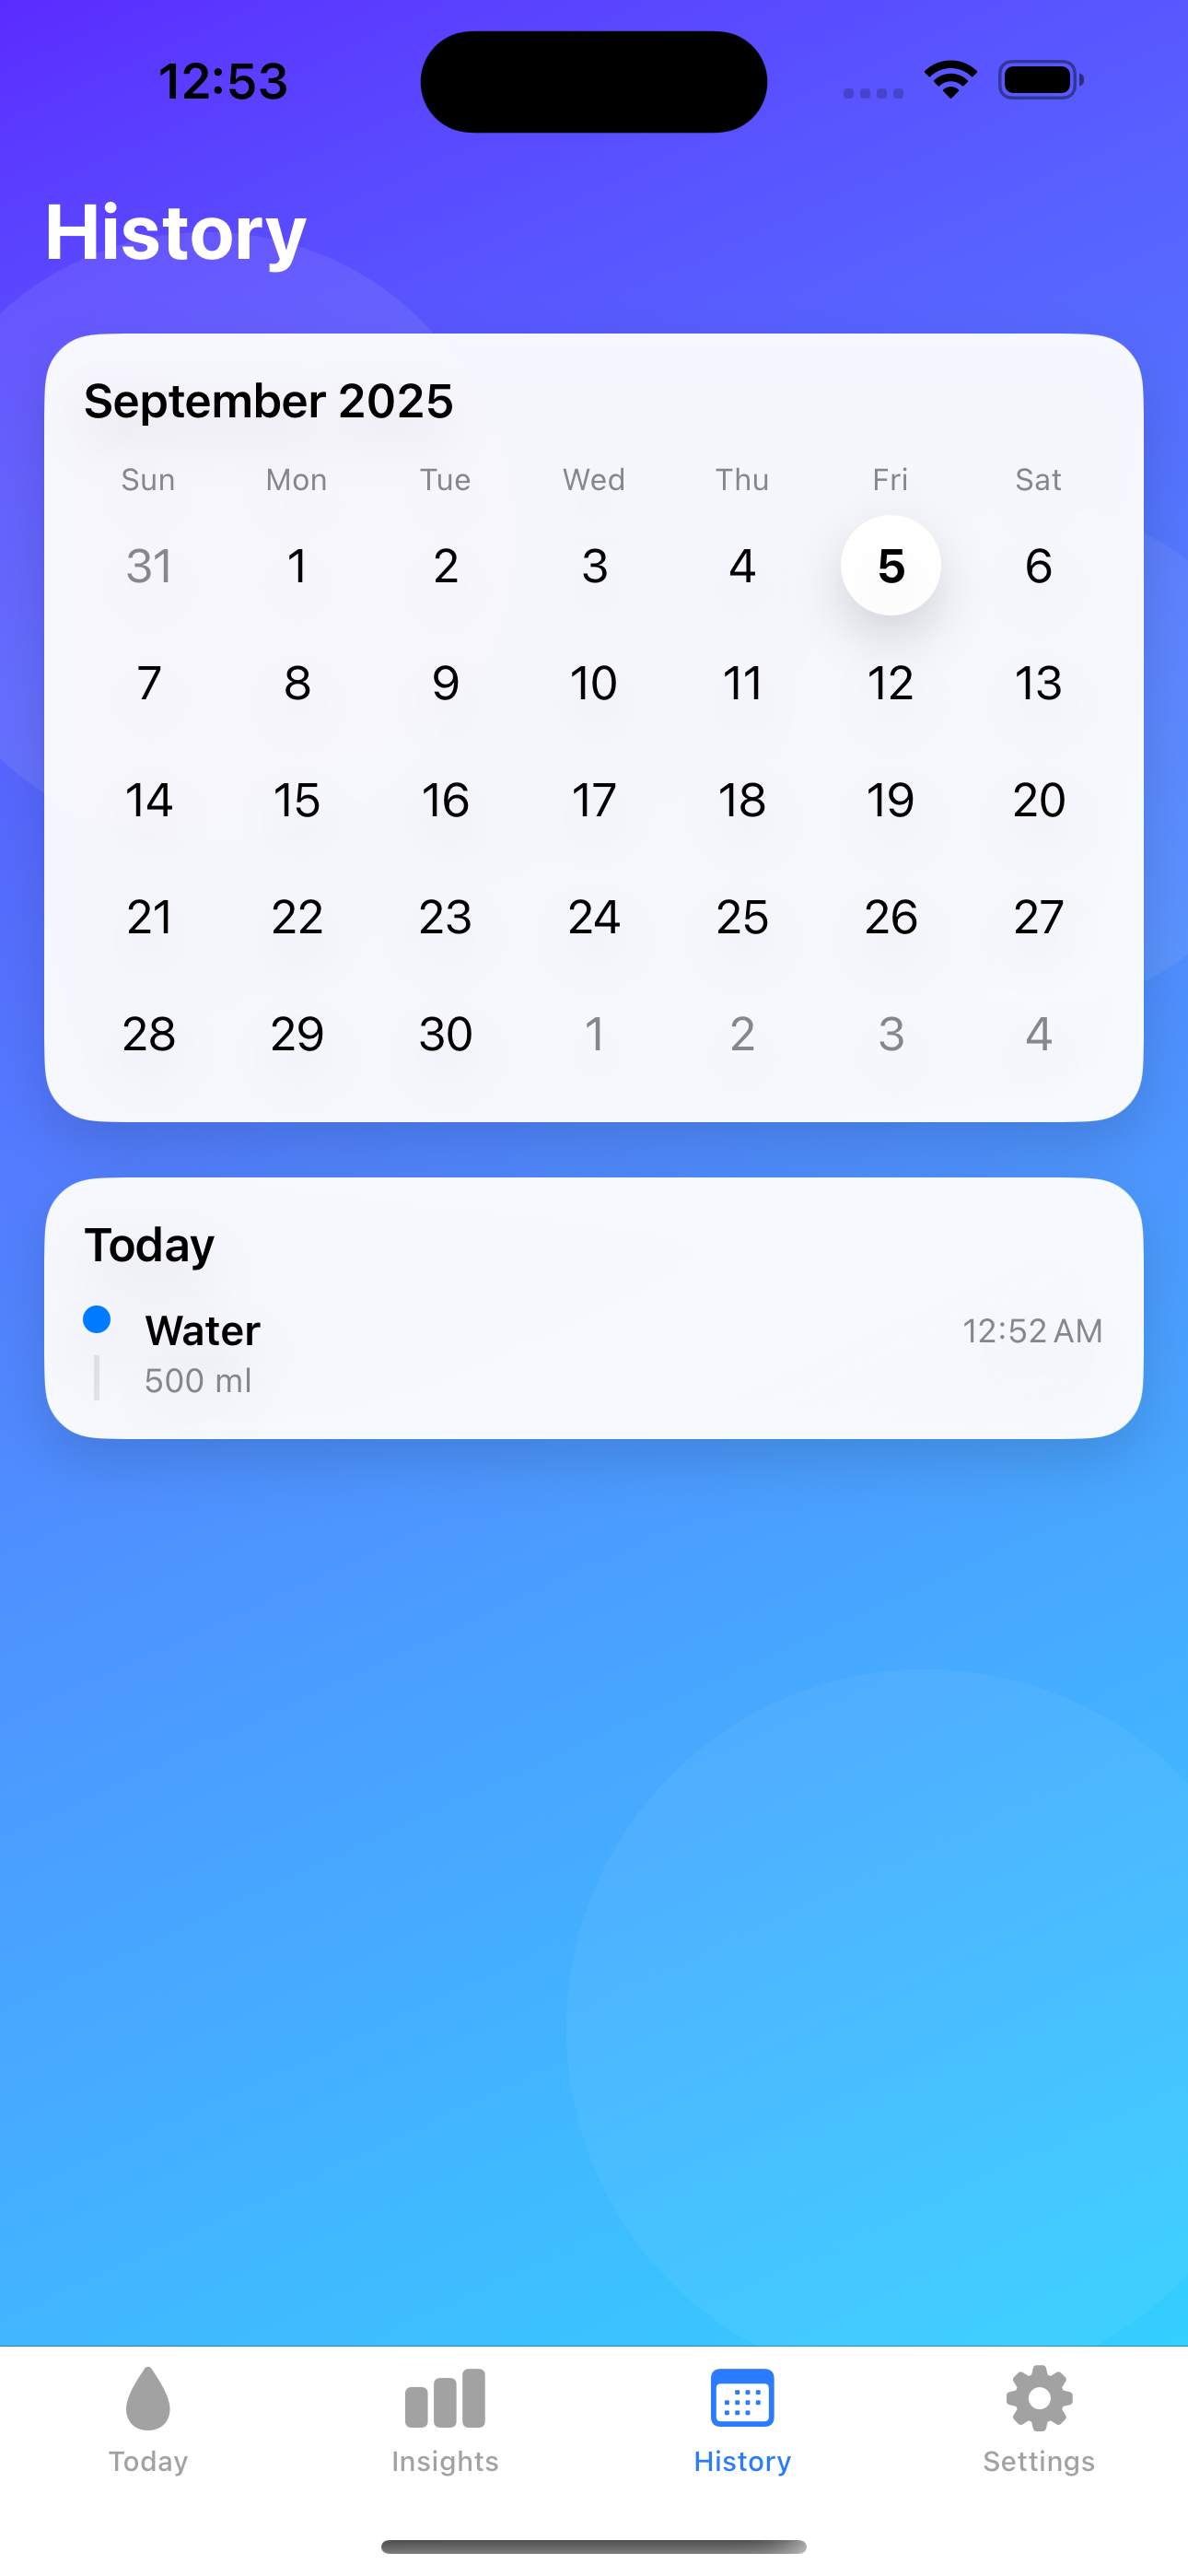 12:53
History
September 2025
Sun Mon Tue Wed Thu Fri Sat
31 1 2 3 4 5 6
7 8 9 10 11 12 13
14 15 16 17 18 19 20
21 22 23 24 25 26 27
28 29 30 1 2 3 4
Today
Water 12:52 AM
500 ml
Today Insights History Settings